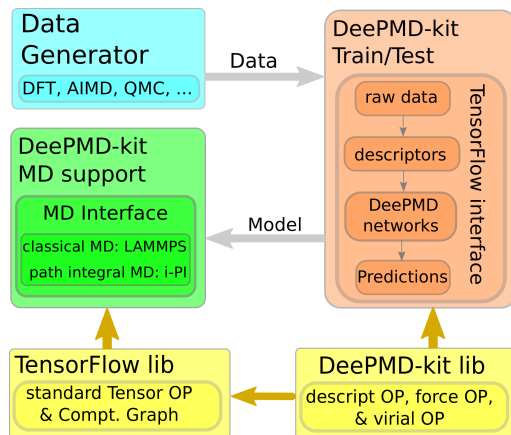 Data
Generator
DFT, AIMD, QMC, ...
Data
DeePMD-kit
Train/Test
raw data
descriptors
DeePMD
networks
Predictions
TensorFlow interface
DeePMD-kit
MD support
MD Interface
classical MD: LAMMPS
path integral MD: i-PI
Model
TensorFlow lib
standard Tensor OP
& Compt. Graph
DeePMD-kit lib
descript OP, force OP,
& virial OP